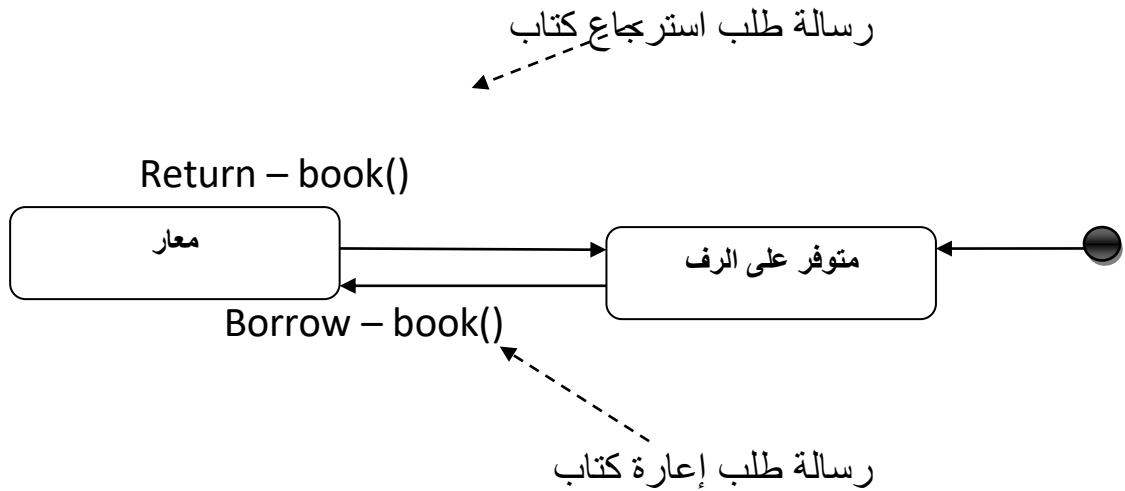 رسالة طلب استرجاع كتاب
Return – book()
معار
متوفر على الرف
Borrow – book()
رسالة طلب إعارة كتاب